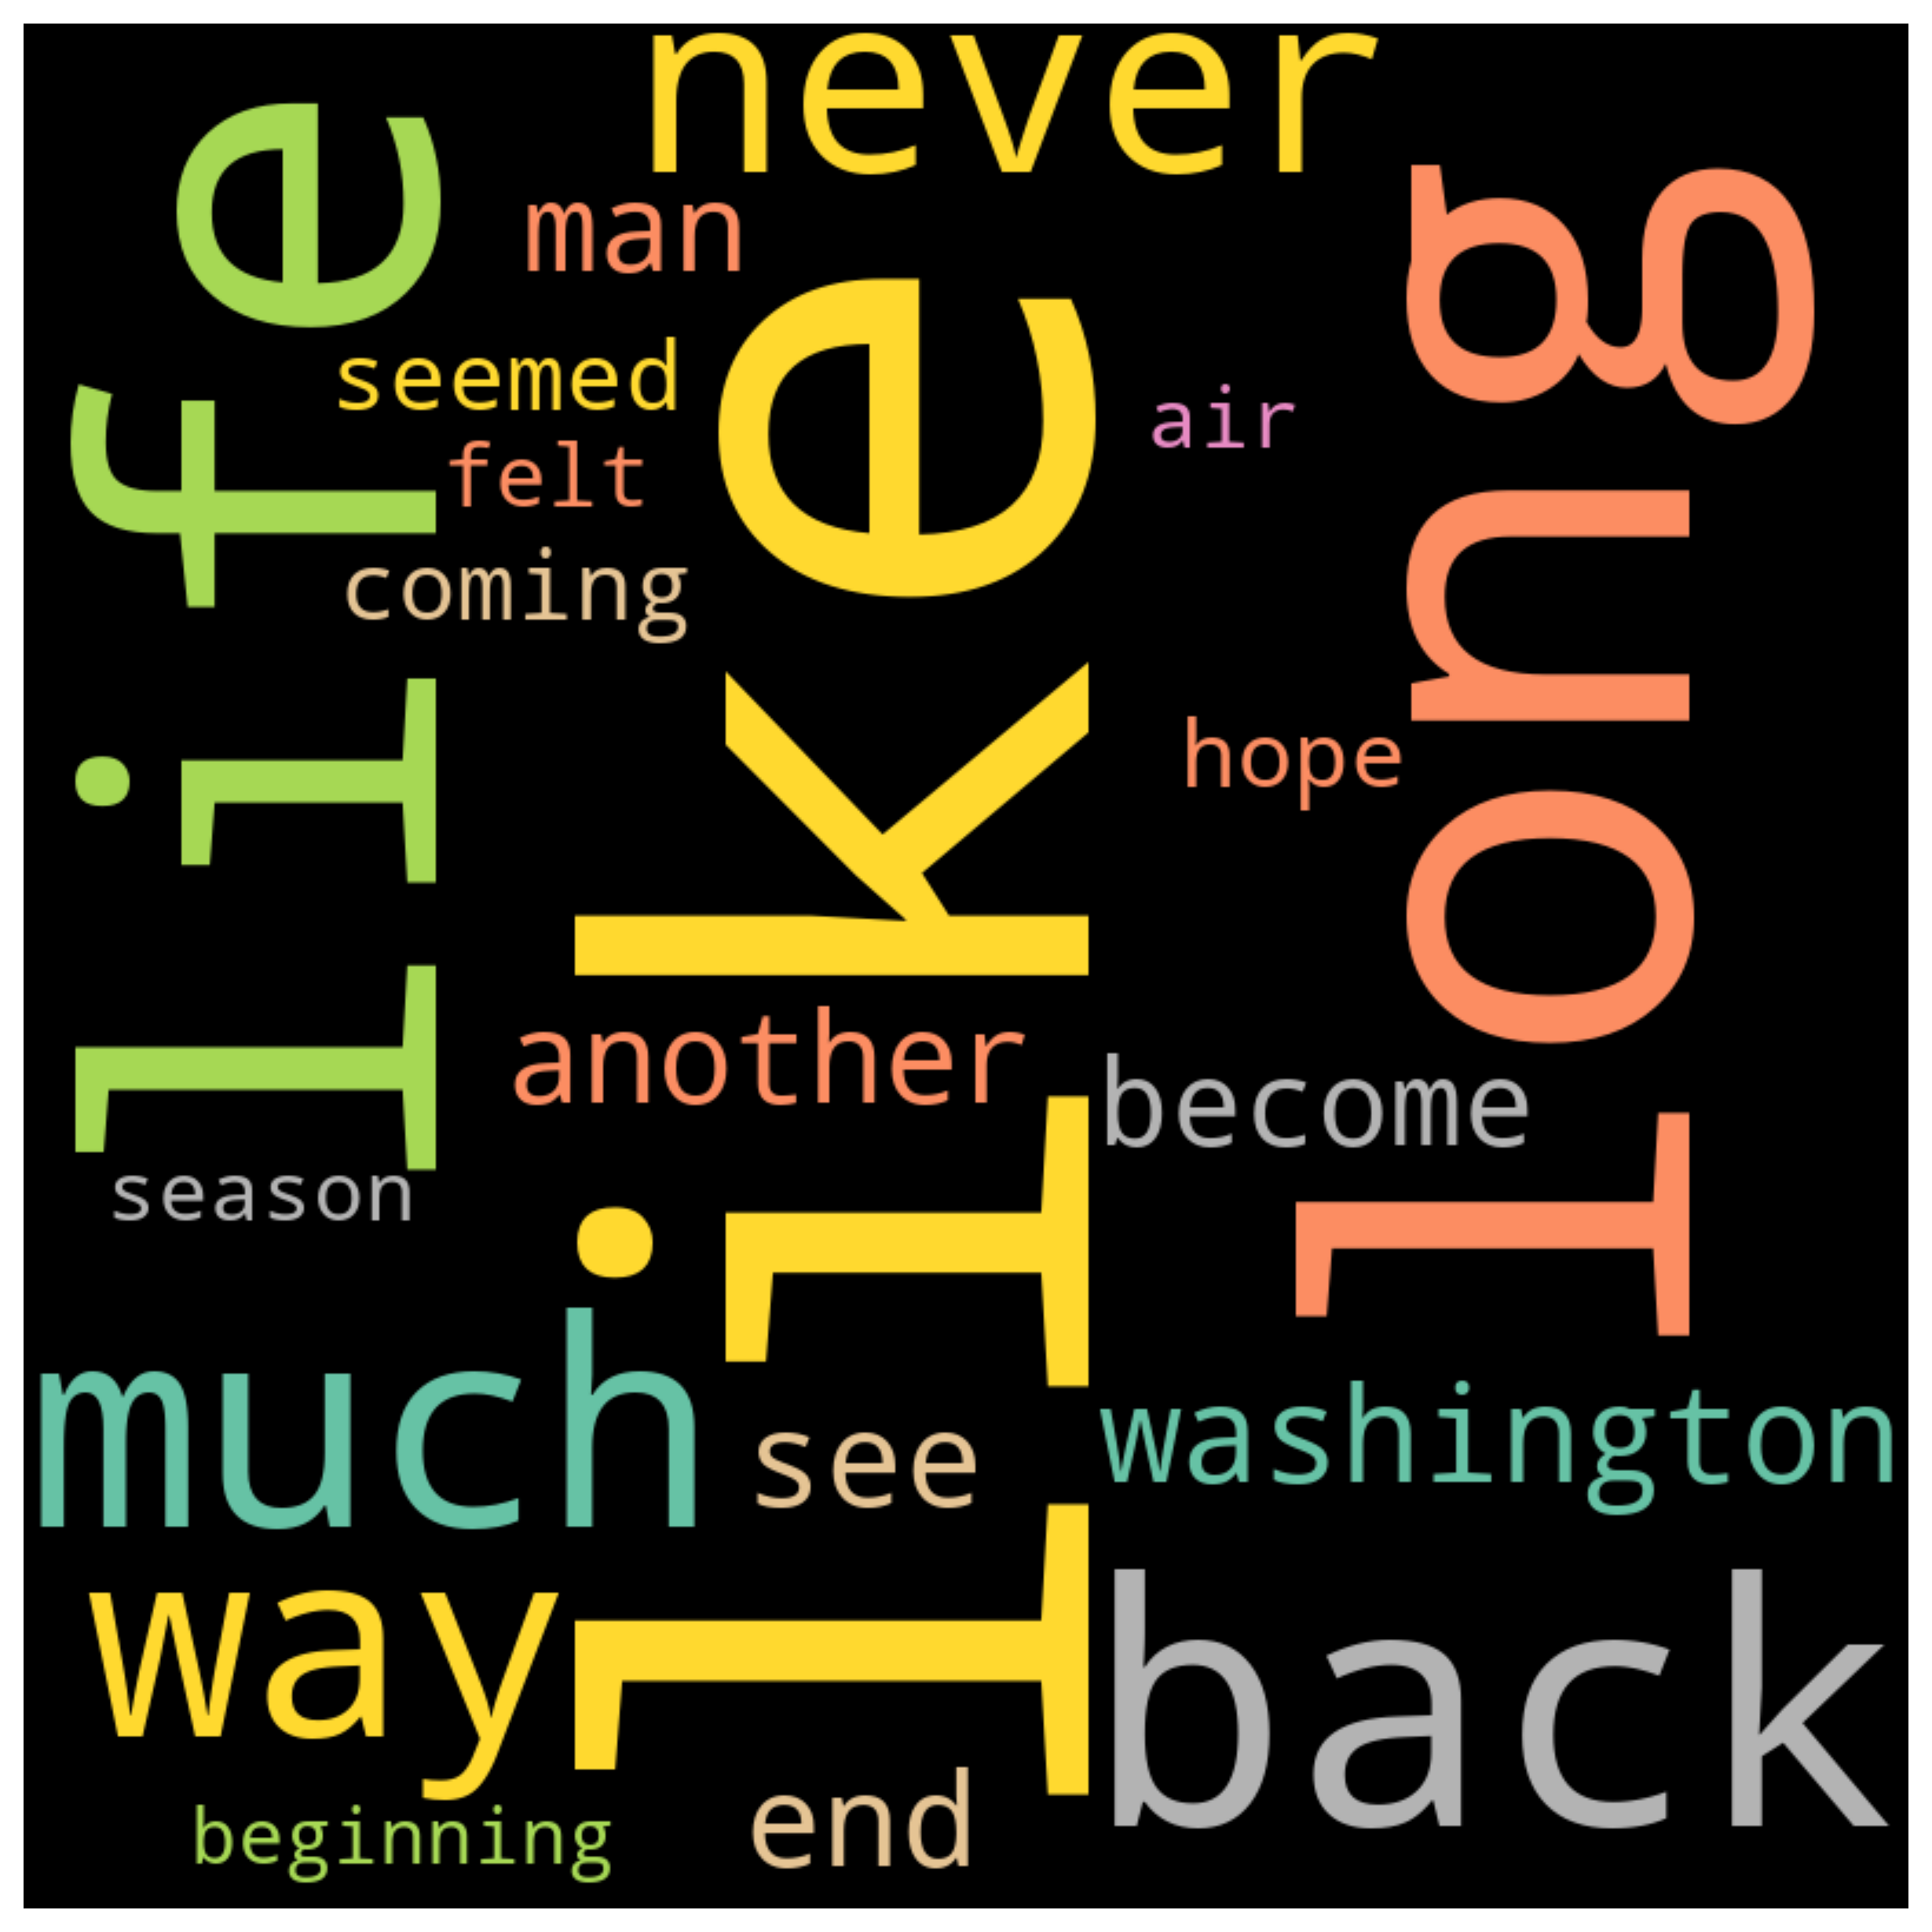 never
man
life
like
long
seemed
air
felt
coming
hope
another
become
season
much
see
washington
way
back
end
beginning